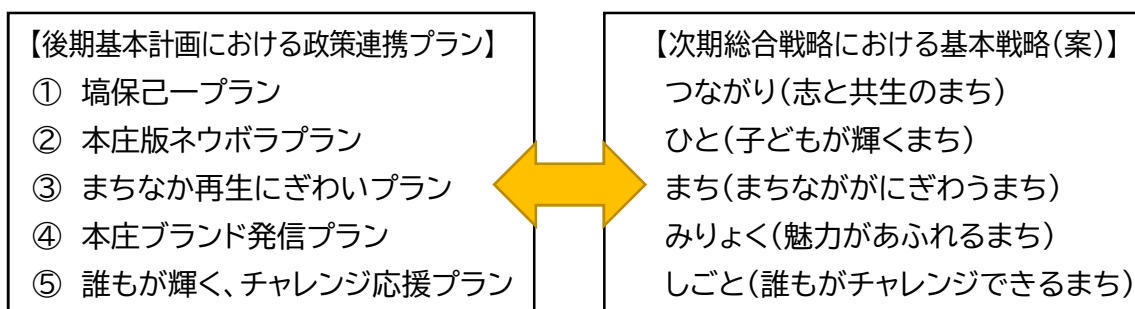 【後期基本計画における政策連携プラン】
① 塙保己一プラン
② 本庄版ネウボラプラン
③ まちなか再生にぎわいプラン
④ 本庄ブランド発信プラン
⑤ 誰もが輝く、チャレンジ応援プラン
【次期総合戦略における基本戦略(案)】
つながり(志と共生のまち)
ひと(子どもが輝くまち)
まち(まちながかにぎわうまち)
みりょく(魅力があふれるまち)
しごと(誰もがチャレンジできるまち)